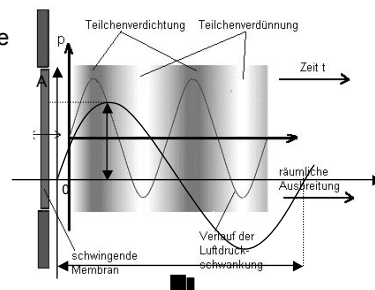 e
Teilchenverdichtung
Teilchenverdünnung
p
A
Zeit t
räumliche
Ausbreitung
0
Verlauf der
Luftdruck-
schwankung
schwingende
Membran